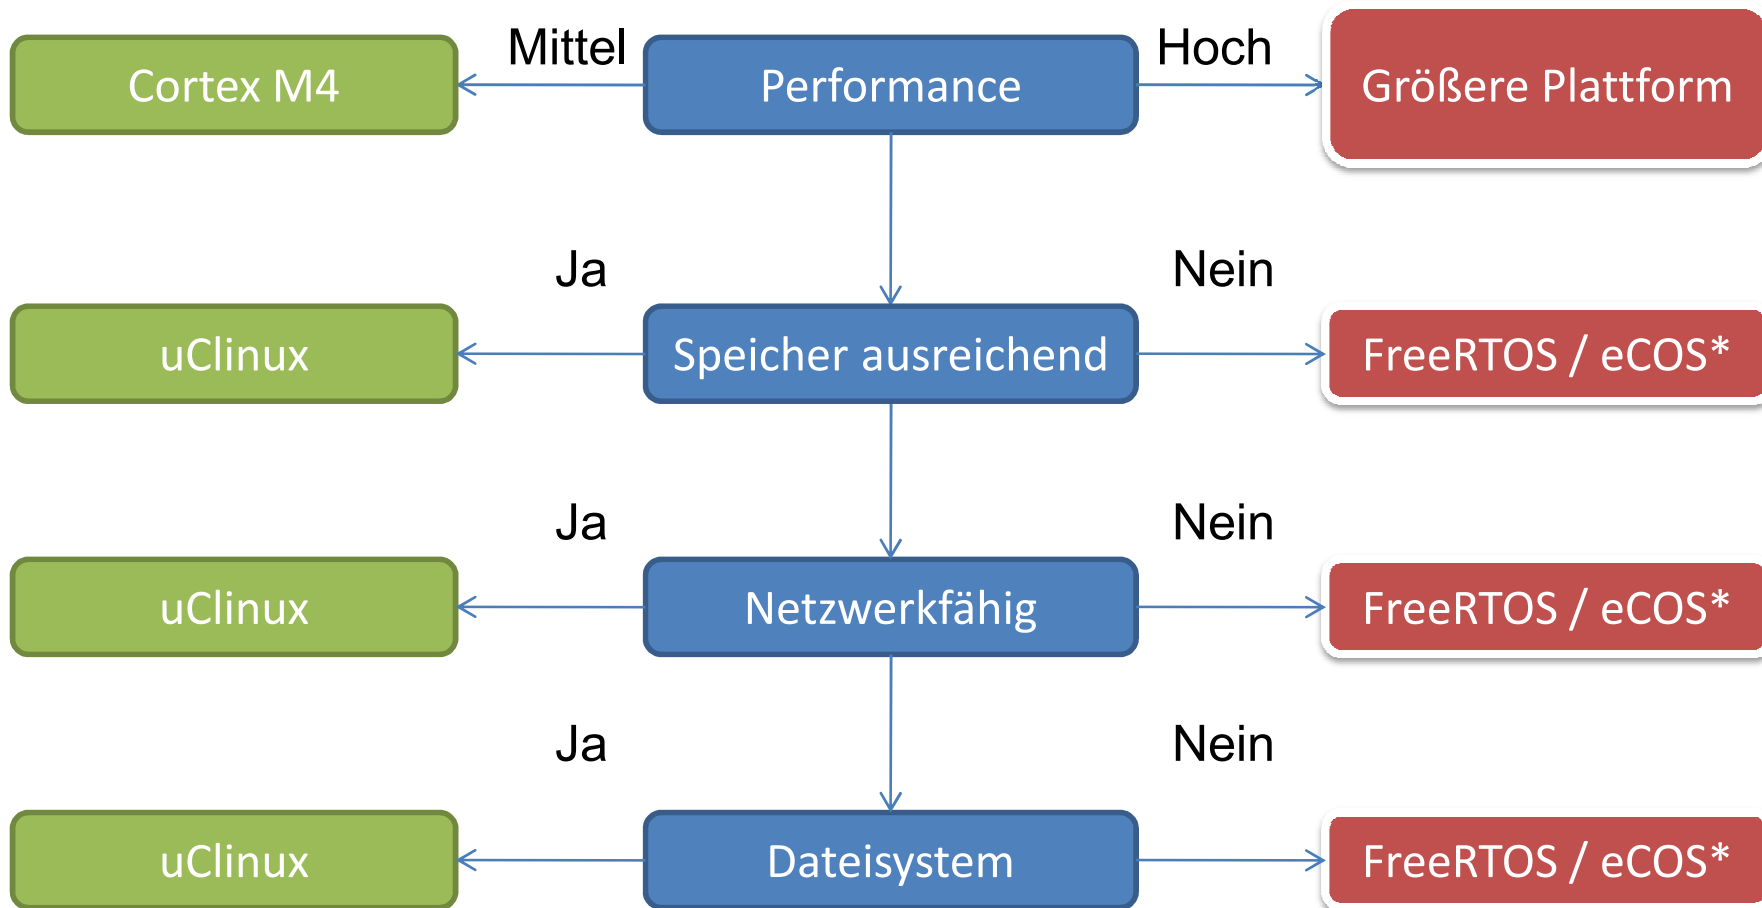 Mittel
Hoch
Cortex M4
Performance
Größere Plattform
Ja
Nein
uClinux
Speicher ausreichend
FreeRTOS / eCOS*
Ja
Nein
uClinux
Netzwerkfähig
FreeRTOS / eCOS*
Ja
Nein
uClinux
Dateisystem
FreeRTOS / eCOS*